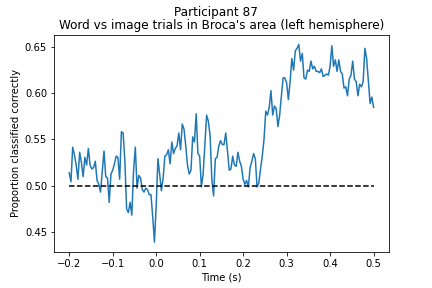 Participant 87
Word vs image trials in Broca's area (left hemisphere)
Proportion classified correctly
0.65
0.60
0.55
0.50
0.45
−0.2 −0.1 0.0 0.1 0.2 0.3 0.4 0.5
Time (s)